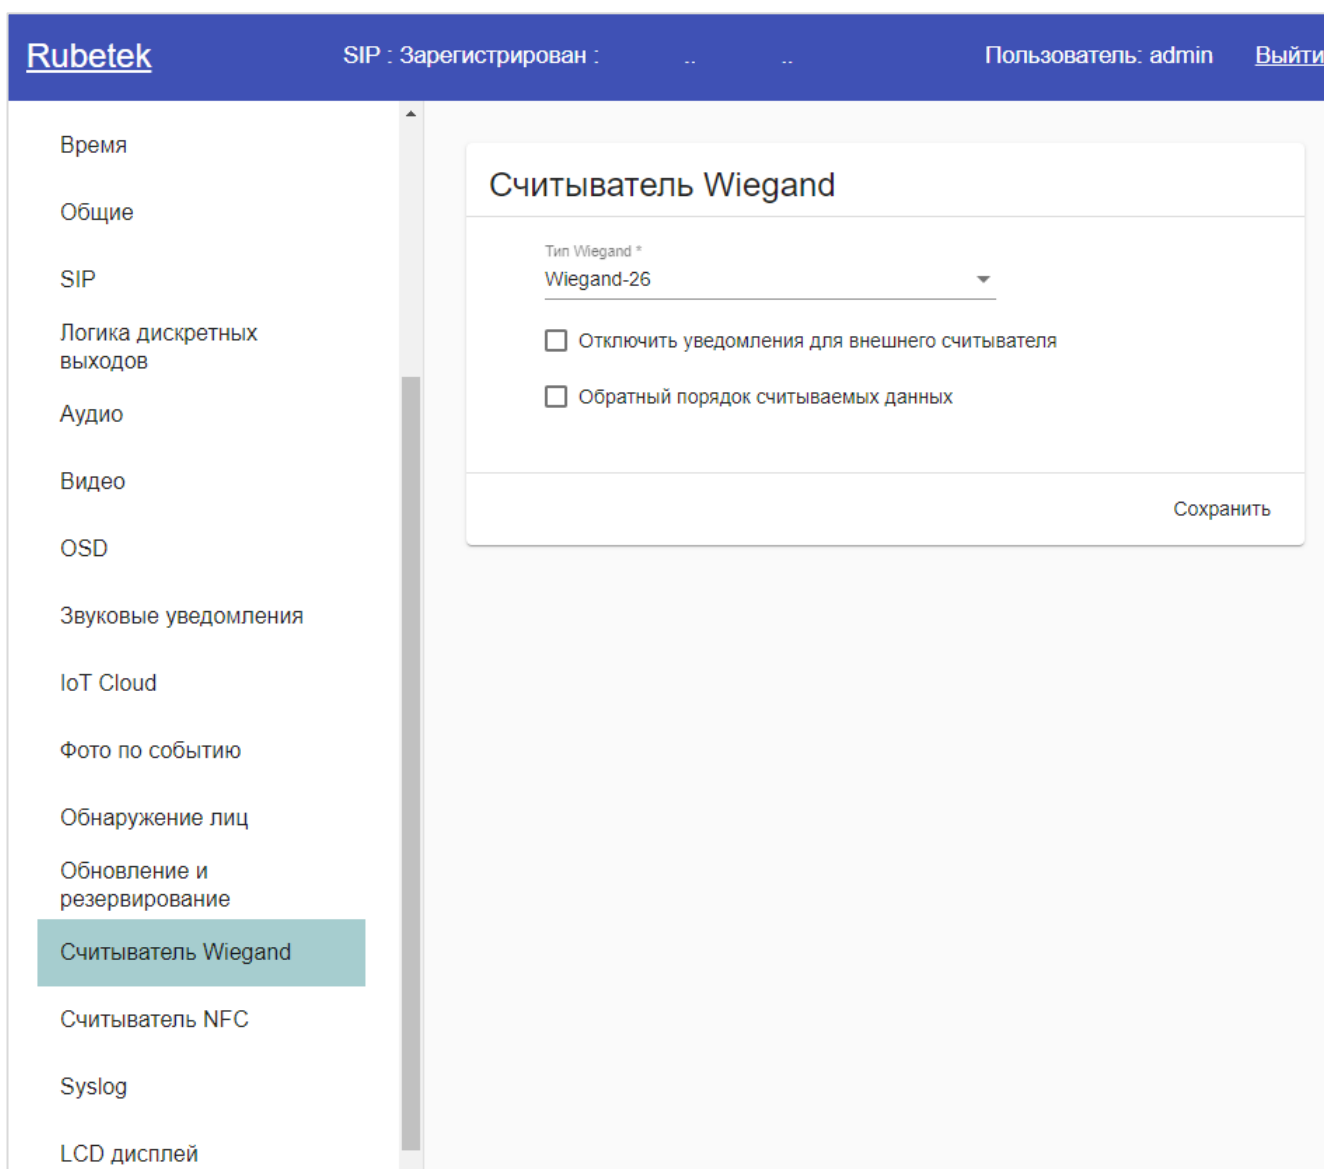 Rubetek
SIP : Зарегистрирован : .. ..
Пользователь: admin
Выйти
Время
Общие
SIP
Логика дискретных
выходов
Аудио
Видео
OSD
Звуковые уведомления
IoT Cloud
Фото по событию
Обнаружение лиц
Обновление и
резервирование
Считыватель Wiegand
Считыватель NFC
Syslog
LCD дисплей
Считыватель Wiegand
Тип Wiegand *
Wiegand-26
Отключить уведомления для внешнего считывателя
Обратный порядок считываемых данных
Сохранить